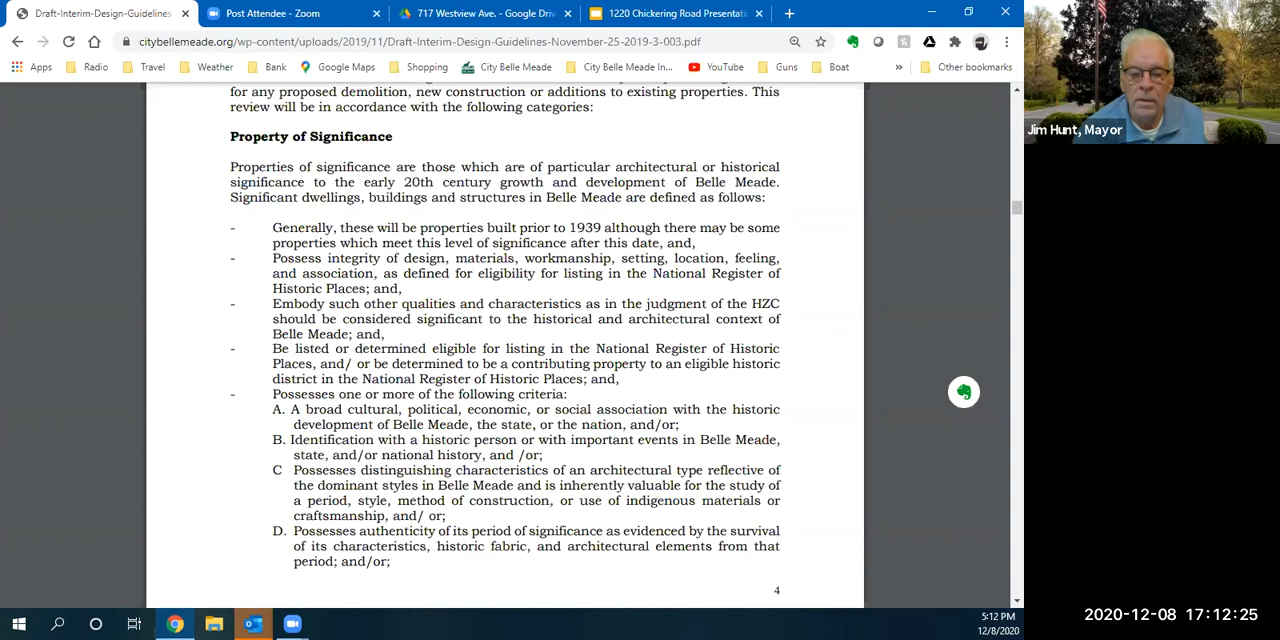 Draft-Interim-Design-Guidelines
Post Attendee - Zoom
717 Westview Ave. - Google Driv
1220 Chickering Road Presentati
citybellemeade.org/wp-content/uploads/2019/11/Draft-Interim-Design-Guidelines-November-25-2019-3-003.pdf
Apps Radio Travel Weather Bank Google Maps Shopping City Belle Meade City Belle Meade In... YouTube Guns Boat » Other bookmarks
for any proposed demolition, new construction or additions to existing properties. This
review will be in accordance with the following categories:
Property of Significance
Properties of significance are those which are of particular architectural or historical
significance to the early 20th century growth and development of Belle Meade.
Significant dwellings, buildings and structures in Belle Meade are defined as follows:
- Generally, these will be properties built prior to 1939 although there may be some
properties which meet this level of significance after this date, and,
- Possess integrity of design, materials, workmanship, setting, location, feeling,
and association, as defined for eligibility for listing in the National Register of
Historic Places; and,
- Embody such other qualities and characteristics as in the judgment of the HZC
should be considered significant to the historical and architectural context of
Belle Meade; and,
- Be listed or determined eligible for listing in the National Register of Historic
Places, and/ or be determined to be a contributing property to an eligible historic
district in the National Register of Historic Places; and,
- Possesses one or more of the following criteria:
A. A broad cultural, political, economic, or social association with the historic
development of Belle Meade, the state, or the nation, and/or;
B. Identification with a historic person or with important events in Belle Meade,
state, and/or national history, and /or;
C Possesses distinguishing characteristics of an architectural type reflective of
the dominant styles in Belle Meade and is inherently valuable for the study of
a period, style, method of construction, or use of indigenous materials or
craftsmanship, and/ or;
D. Possesses authenticity of its period of significance as evidenced by the survival
of its characteristics, historic fabric, and architectural elements from that
period; and/or;
4
Jim Hunt, Mayor
5:12 PM
12/8/2020
2020-12-08 17:12:25